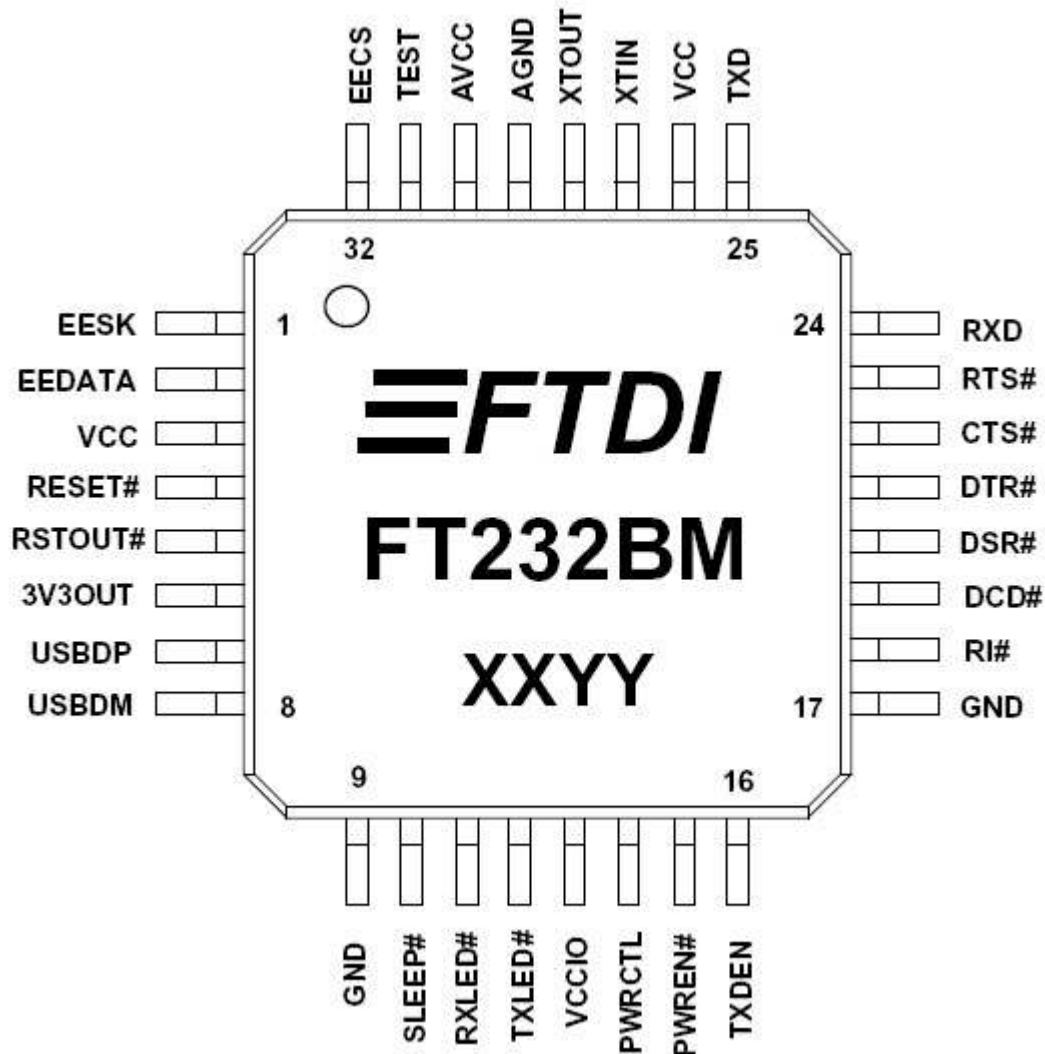 EECS
TEST
AVCC
AGND
XTOUT
XTIN
VCC
TXD
32
25
EESK
1
24
RXD
EEDATA
RTS#
VCC
CTS#
RESET#
DTR#
RSTOUT#
DSR#
3V3OUT
DCD#
USBDP
RI#
USBDM
8
17
GND
FTDI
FT232BM
XXYY
9
16
GND
SLEEP#
RXLED#
TXLED#
VCCIO
PWRCTL
PWREN#
TXDEN